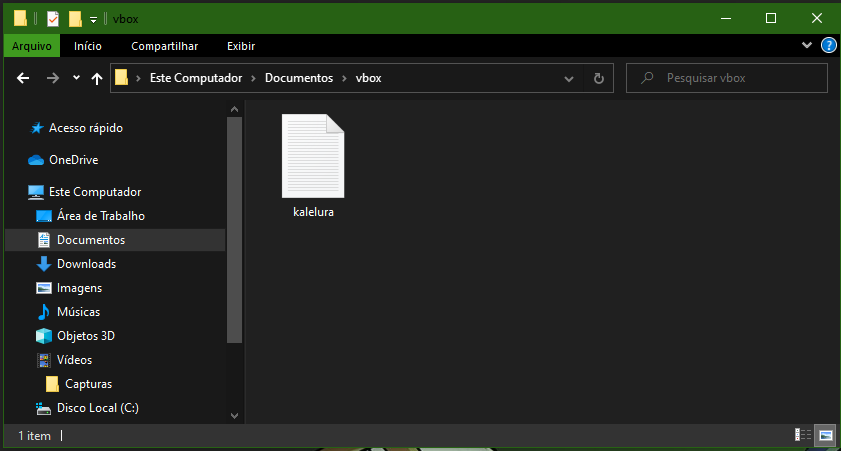 vbox
Arquivo Início Compartilhar Exibir
Este Computador Documentos vbox Pesquisar vbox
Acesso rápido
OneDrive
Este Computador
Área de Trabalho
Documentos
Downloads
Imagens
Músicas
Objetos 3D
Vídeos
Capturas
Disco Local (C:)
kalelura
1 item